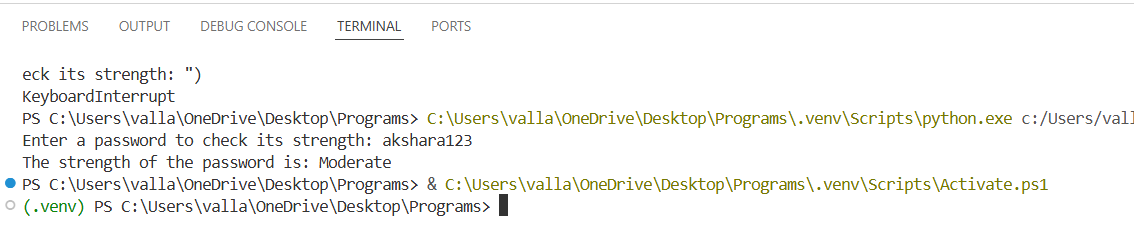 PROBLEMS OUTPUT DEBUG CONSOLE TERMINAL PORTS
eck its strength: ")
KeyboardInterrupt
PS C:\Users\valla\OneDrive\Desktop\Programs> C:\Users\valla\OneDrive\Desktop\Programs\.venv\Scripts\python.exe c:/Users/vall
Enter a password to check its strength: akshara123
The strength of the password is: Moderate
PS C:\Users\valla\OneDrive\Desktop\Programs> & C:\Users\valla\OneDrive\Desktop\Programs\.venv\Scripts\Activate.ps1
(.venv) PS C:\Users\valla\OneDrive\Desktop\Programs>